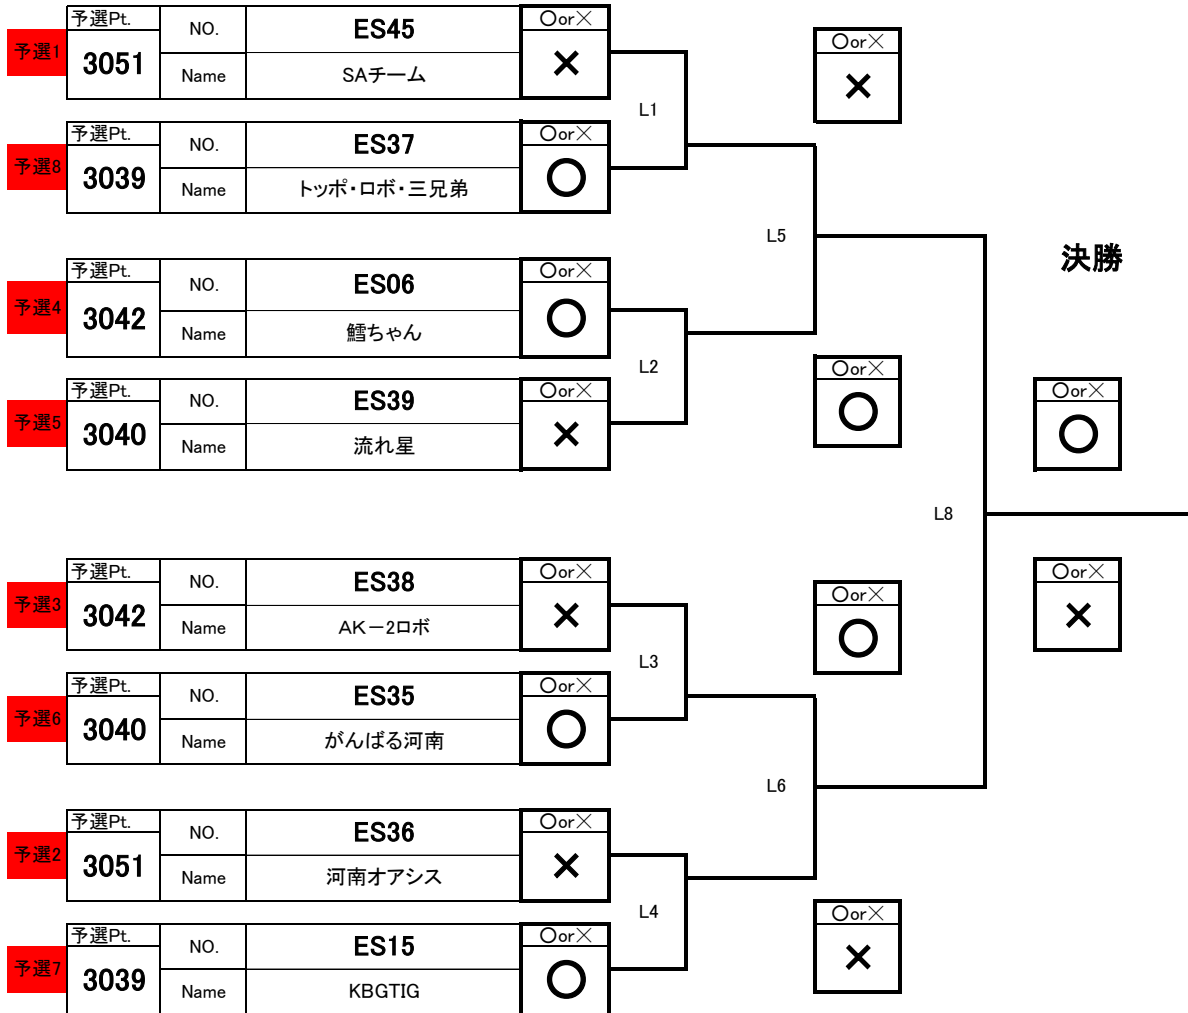 予選1
予選Pt.
3051
NO.
ES45
Name
SAチーム
〇or×
×
予選8
予選Pt.
3039
NO.
ES37
Name
トッポ・ロボ・三兄弟
〇or×
〇
L1
〇or×
×
予選4
予選Pt.
3042
NO.
ES06
Name
鱈ちゃん
〇or×
〇
予選5
予選Pt.
3040
NO.
ES39
Name
流れ星
〇or×
×
L2
〇or×
〇
L5
予選3
予選Pt.
3042
NO.
ES38
Name
AK－2ロボ
〇or×
×
予選6
予選Pt.
3040
NO.
ES35
Name
がんばる河南
〇or×
〇
L3
〇or×
〇
予選2
予選Pt.
3051
NO.
ES36
Name
河南オアシス
〇or×
×
予選7
予選Pt.
3039
NO.
ES15
Name
KBGTIG
〇or×
〇
L4
〇or×
×
L6
L8
決勝
〇or×
〇
〇or×
×